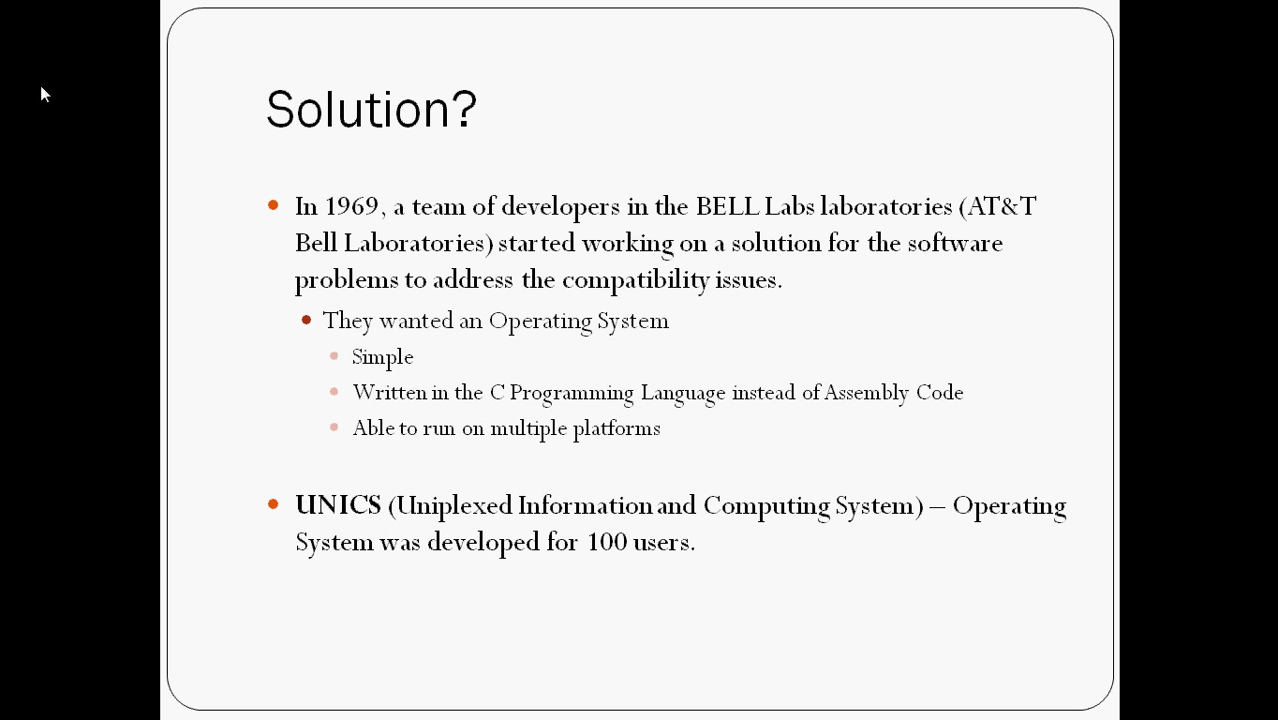 Solution?
In 1969, a team of developers in the BELL Labs laboratories (AT&T
Bell Laboratories) started working on a solution for the software
problems to address the compatibility issues.
They wanted an Operating System
Simple
Written in the C Programming Language instead of Assembly Code
Able to run on multiple platforms
UNICS (Uniplexed Information and Computing System) – Operating
System was developed for 100 users.